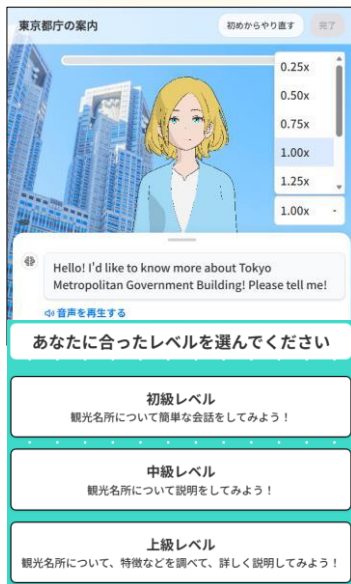 東京都庁の案内
初めからやり直す
完了
0.25x
0.50x
0.75x
1.00x
1.25x
1.00x
Hello! I'd like to know more about Tokyo
Metropolitan Government Building! Please tell me!
音声を再生する
あなたに合ったレベルを選んでください
初級レベル
観光名所について簡単な会話をしてみよう！
中級レベル
観光名所について説明をしてみよう！
上級レベル
観光名所について、特徴などを調べて、詳しく説明してみよう！